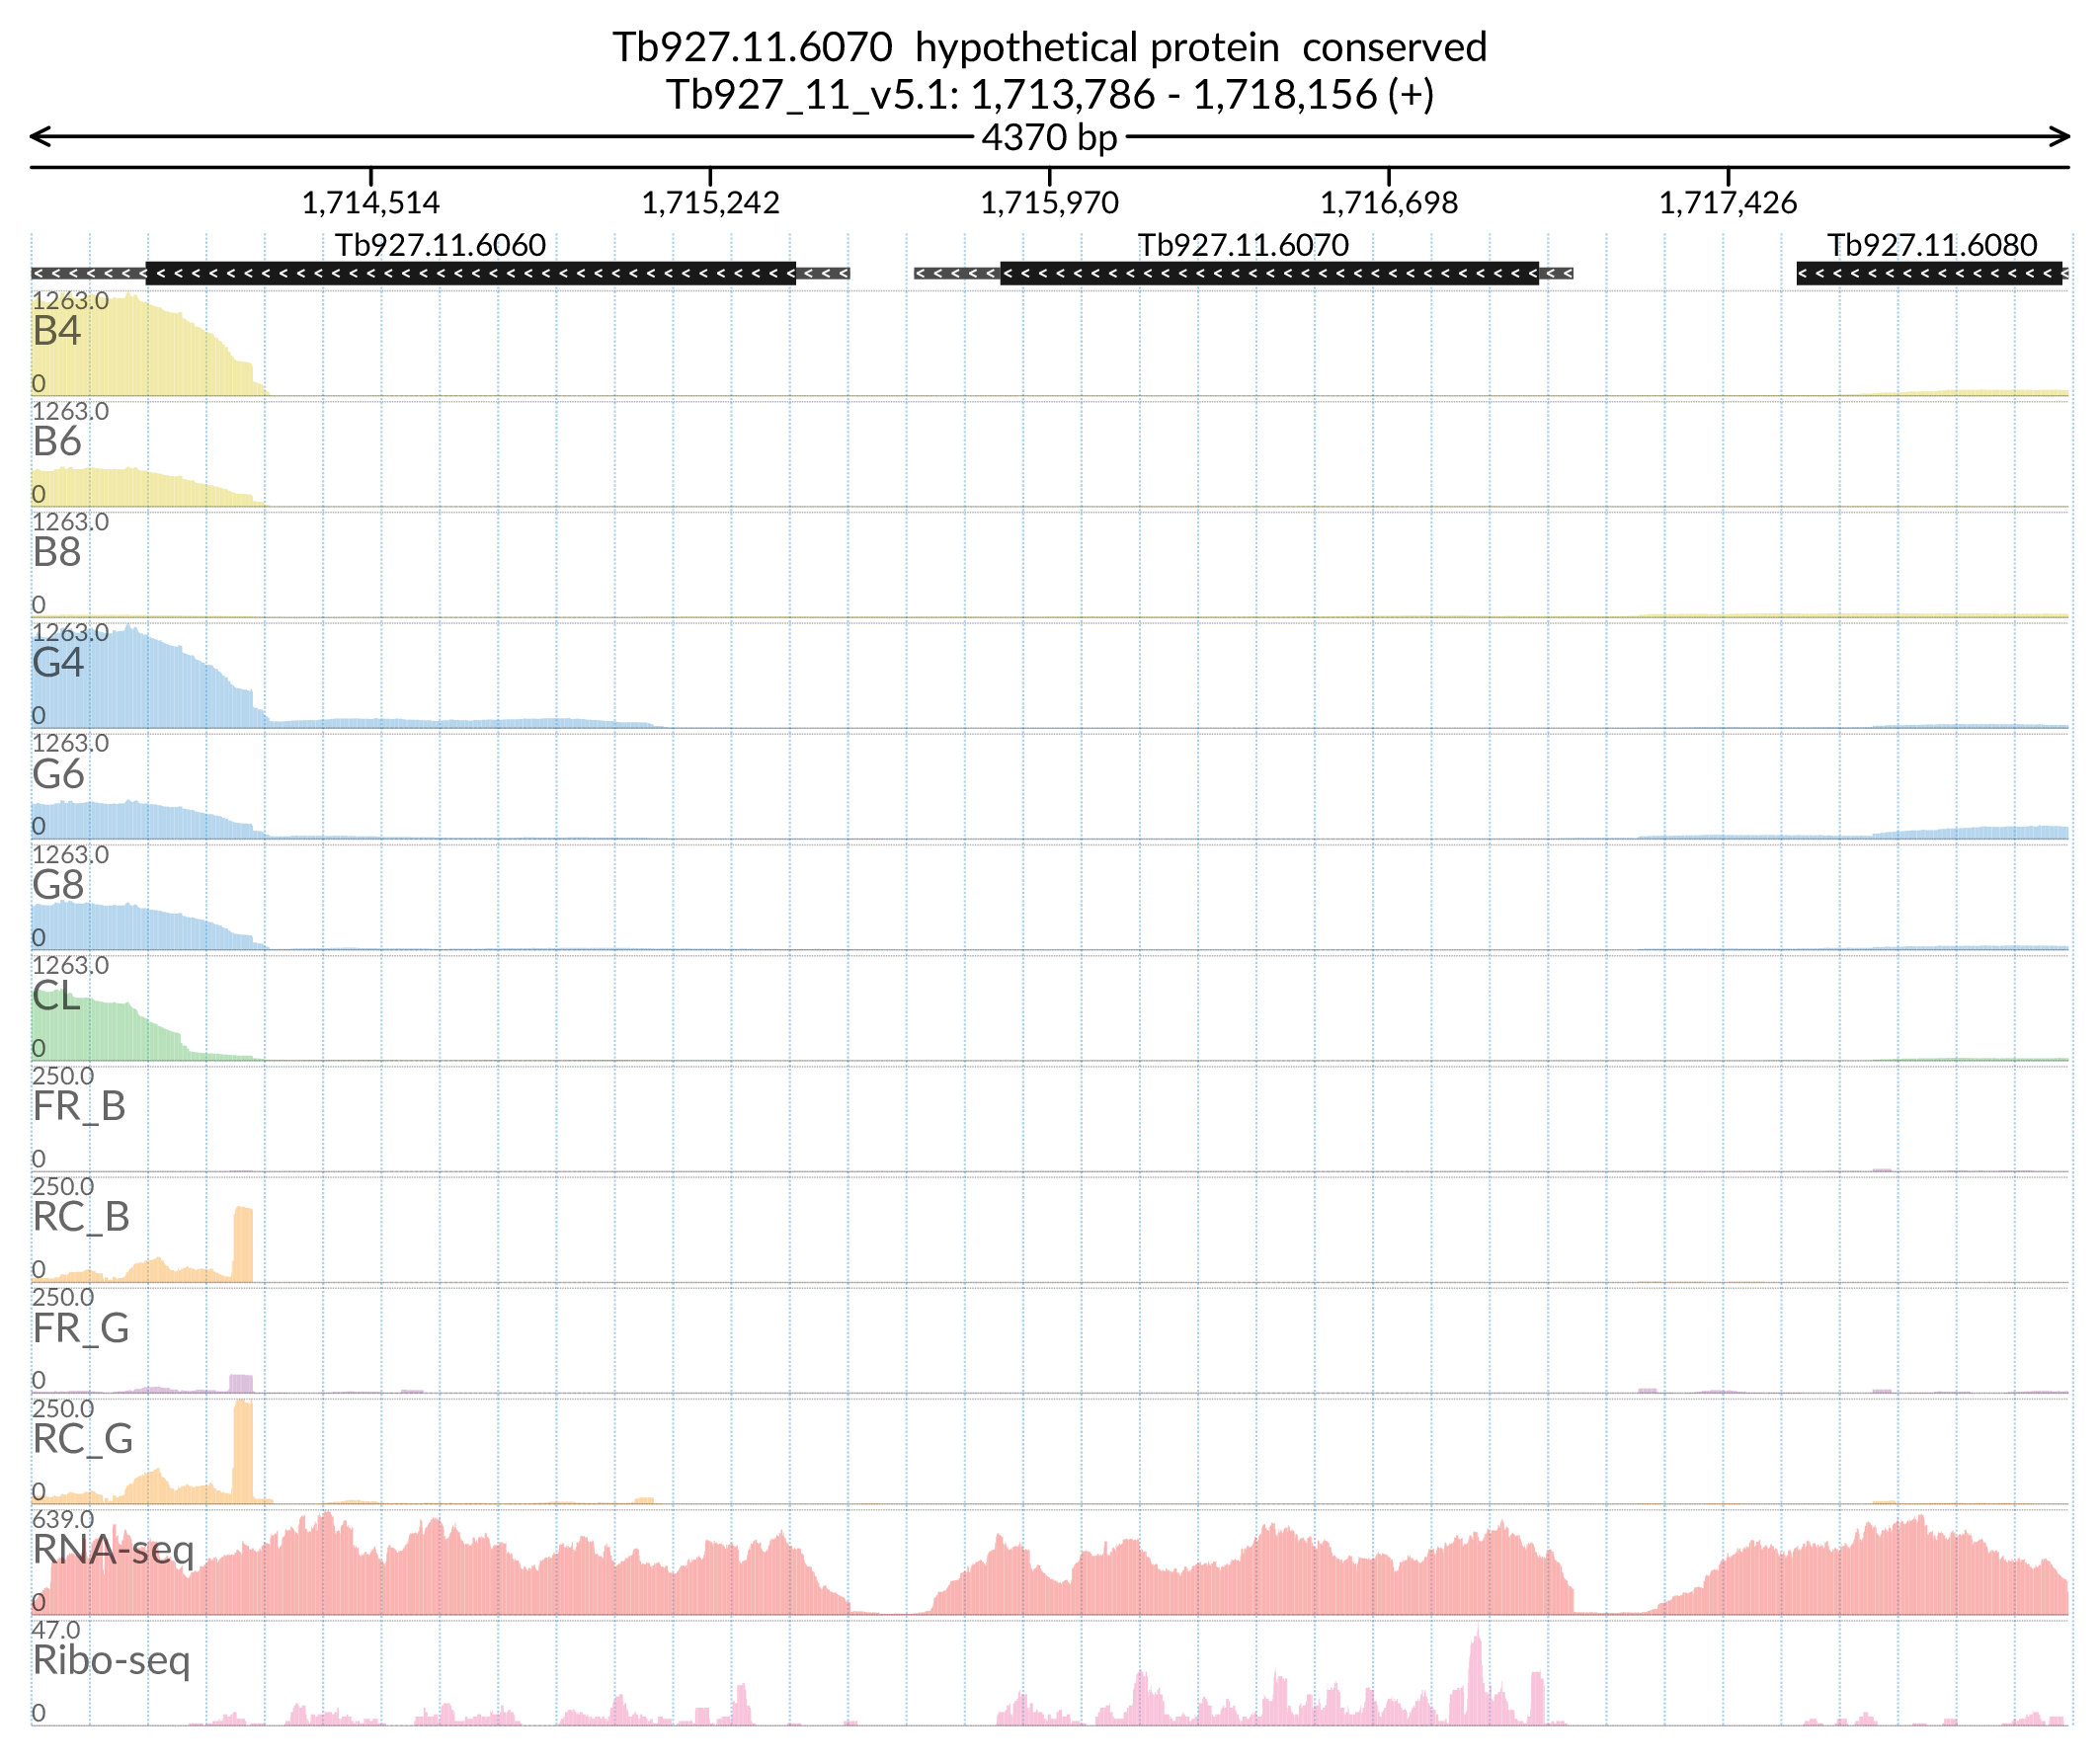 Tb927.11.6070 hypothetical protein conserved
Tb927_11_v5.1: 1,713,786 - 1,718,156 (+)
4370 bp
1,714,514 1,715,242 1,715,970 1,716,698 1,717,426
Tb927.11.6060 Tb927.11.6070 Tb927.11.6080
1263.0
B4
0
1263.0
B6
0
1263.0
B8
0
1263.0
G4
0
1263.0
G6
0
1263.0
G8
0
1263.0
CL
0
250.0
FR_B
0
250.0
RC_B
0
250.0
FR_G
0
250.0
RC_G
0
639.0
RNA-seq
0
47.0
Ribo-seq
0